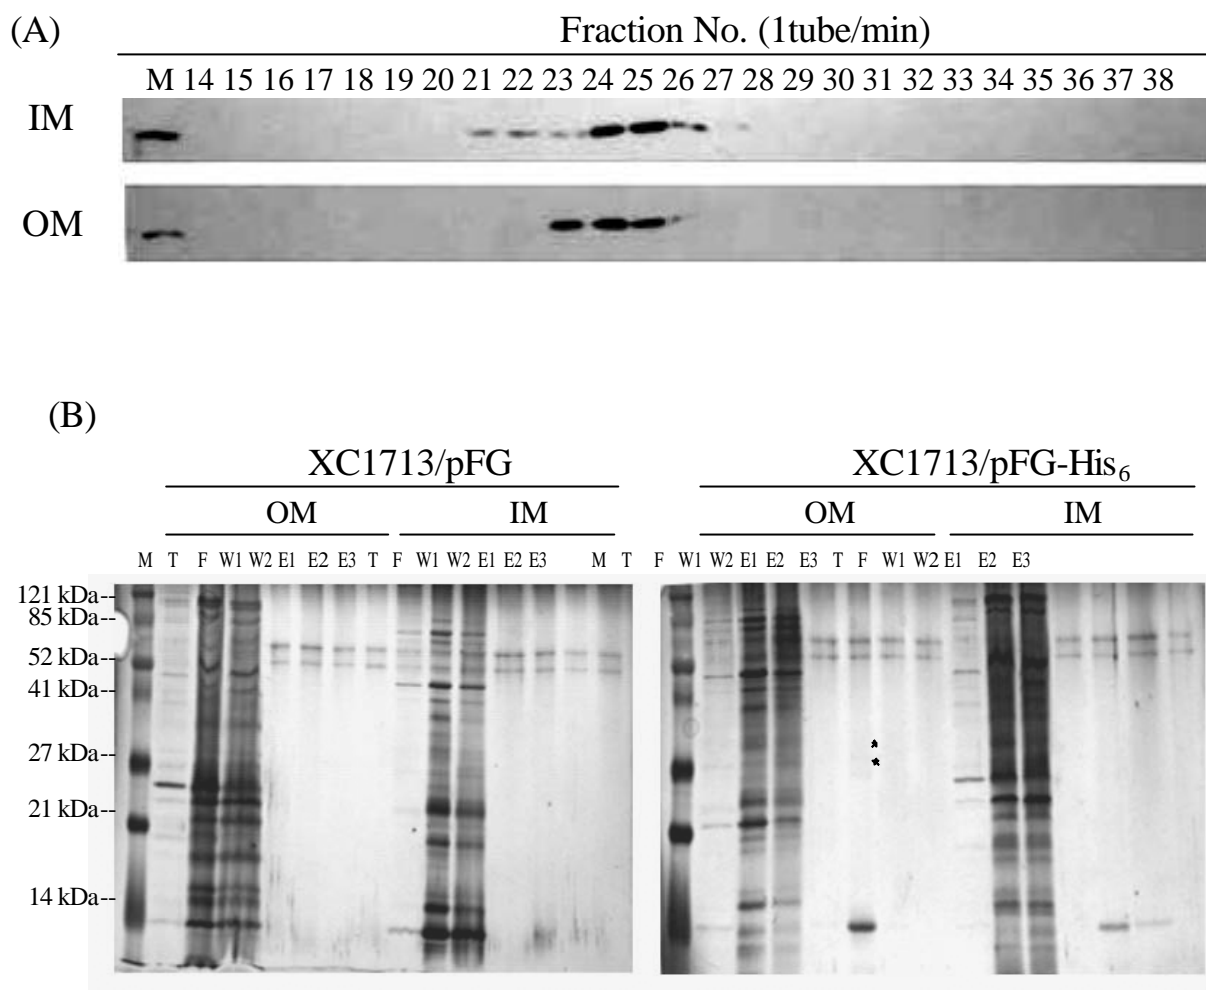 (A)
Fraction No. (1tube/min)
M 14 15 16 17 18 19 20 21 22 23 24 25 26 27 28 29 30 31 32 33 34 35 36 37 38
IM
OM
(B)
XC1713/pFG XC1713/pFG-His6
OM IM OM IM
M T F W1 W2 E1 E2 E3 T F W1 W2 E1 E2 E3 M T F W1 W2 E1 E2 E3 T F W1 W2 E1 E2 E3
121 kDa--
85 kDa--
52 kDa--
41 kDa--
27 kDa--
21 kDa--
14 kDa--